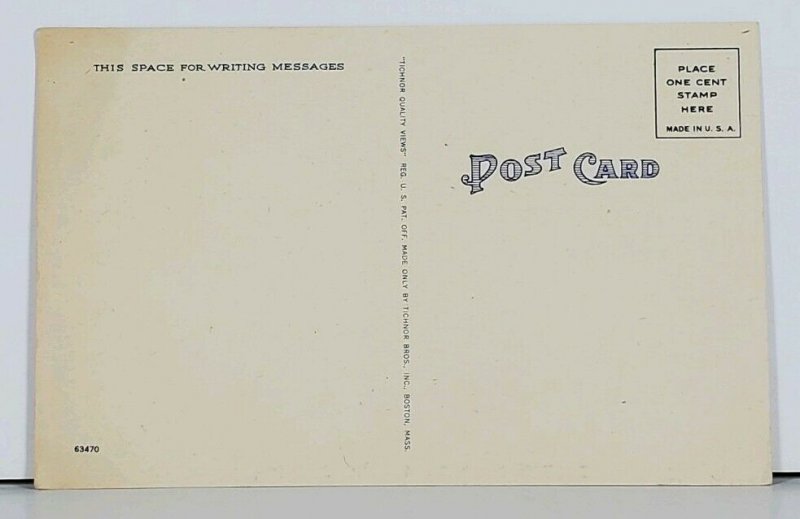 THIS SPACE FOR WRITING MESSAGES
"TICHNOR QUALITY VIEWS" REG. U. S. PAT. OFF. MADE ONLY BY TICHNOR BROS., INC., BOSTON, MASS.
PLACE
ONE CENT
STAMP
HERE
MADE IN U. S. A.
POST CARD
63470